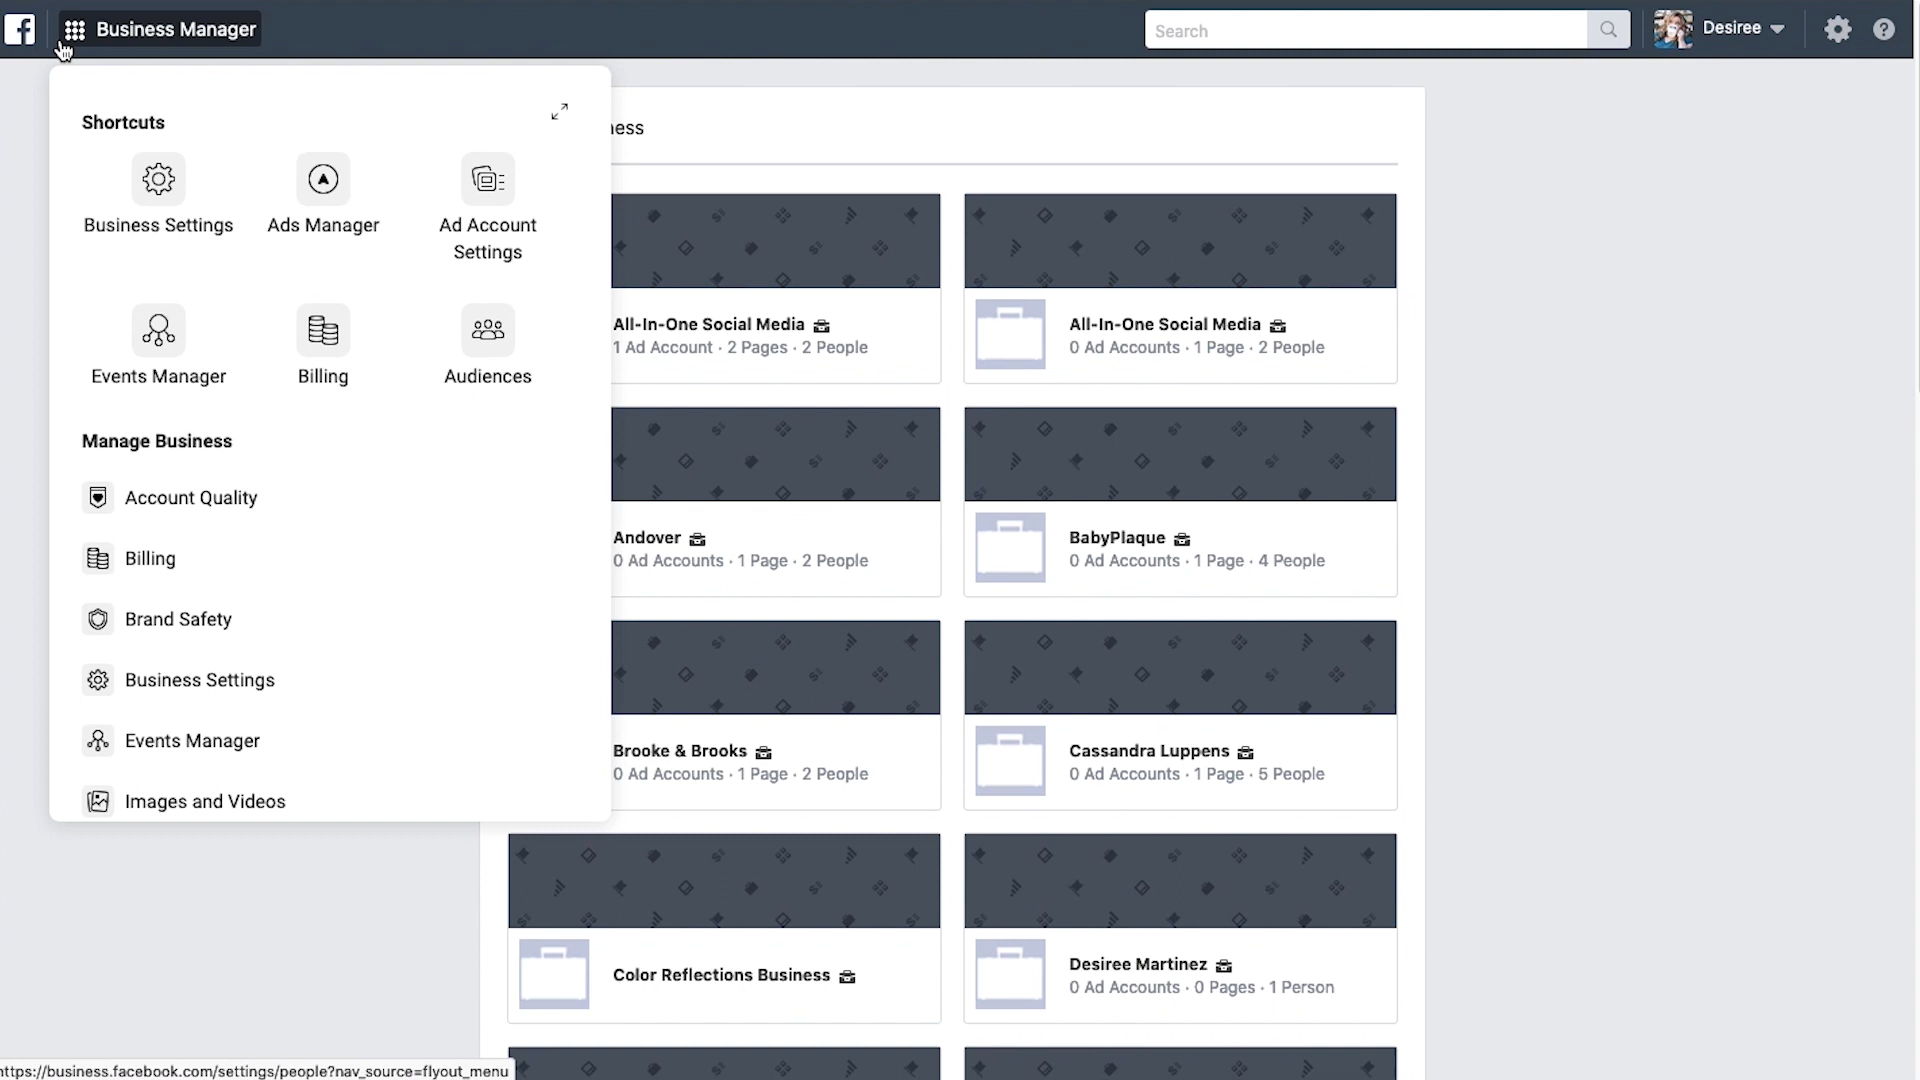 Business Manager
Search
Desiree
Shortcuts
Business Settings
Ads Manager
Ad Account
Settings
Events Manager
Billing
Audiences
Manage Business
Account Quality
Billing
Brand Safety
Business Settings
Events Manager
Images and Videos
All-In-One Social Media
1 Ad Account · 2 Pages · 2 People
All-In-One Social Media
0 Ad Accounts · 1 Page · 2 People
Andover
0 Ad Accounts · 1 Page · 2 People
BabyPlaque
0 Ad Accounts · 1 Page · 4 People
Brooke & Brooks
0 Ad Accounts · 1 Page · 2 People
Cassandra Luppens
0 Ad Accounts · 1 Page · 5 People
Color Reflections Business
Desiree Martinez
0 Ad Accounts · 0 Pages · 1 Person
https://business.facebook.com/settings/people?nav_source=flyout_menu